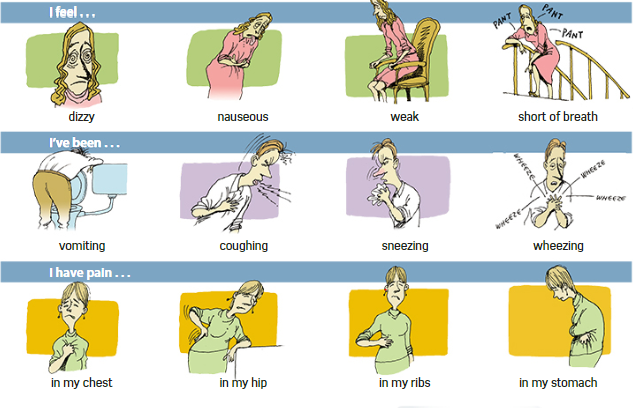 I feel . . .
PANT
PANT
PANT
dizzy
nauseous
weak
short of breath
I've been . . .
WHEEZE
WHEEZE
WHEEZE
WHEEZE
vomiting
coughing
sneezing
wheezing
I have pain . . .
in my chest
in my hip
in my ribs
in my stomach